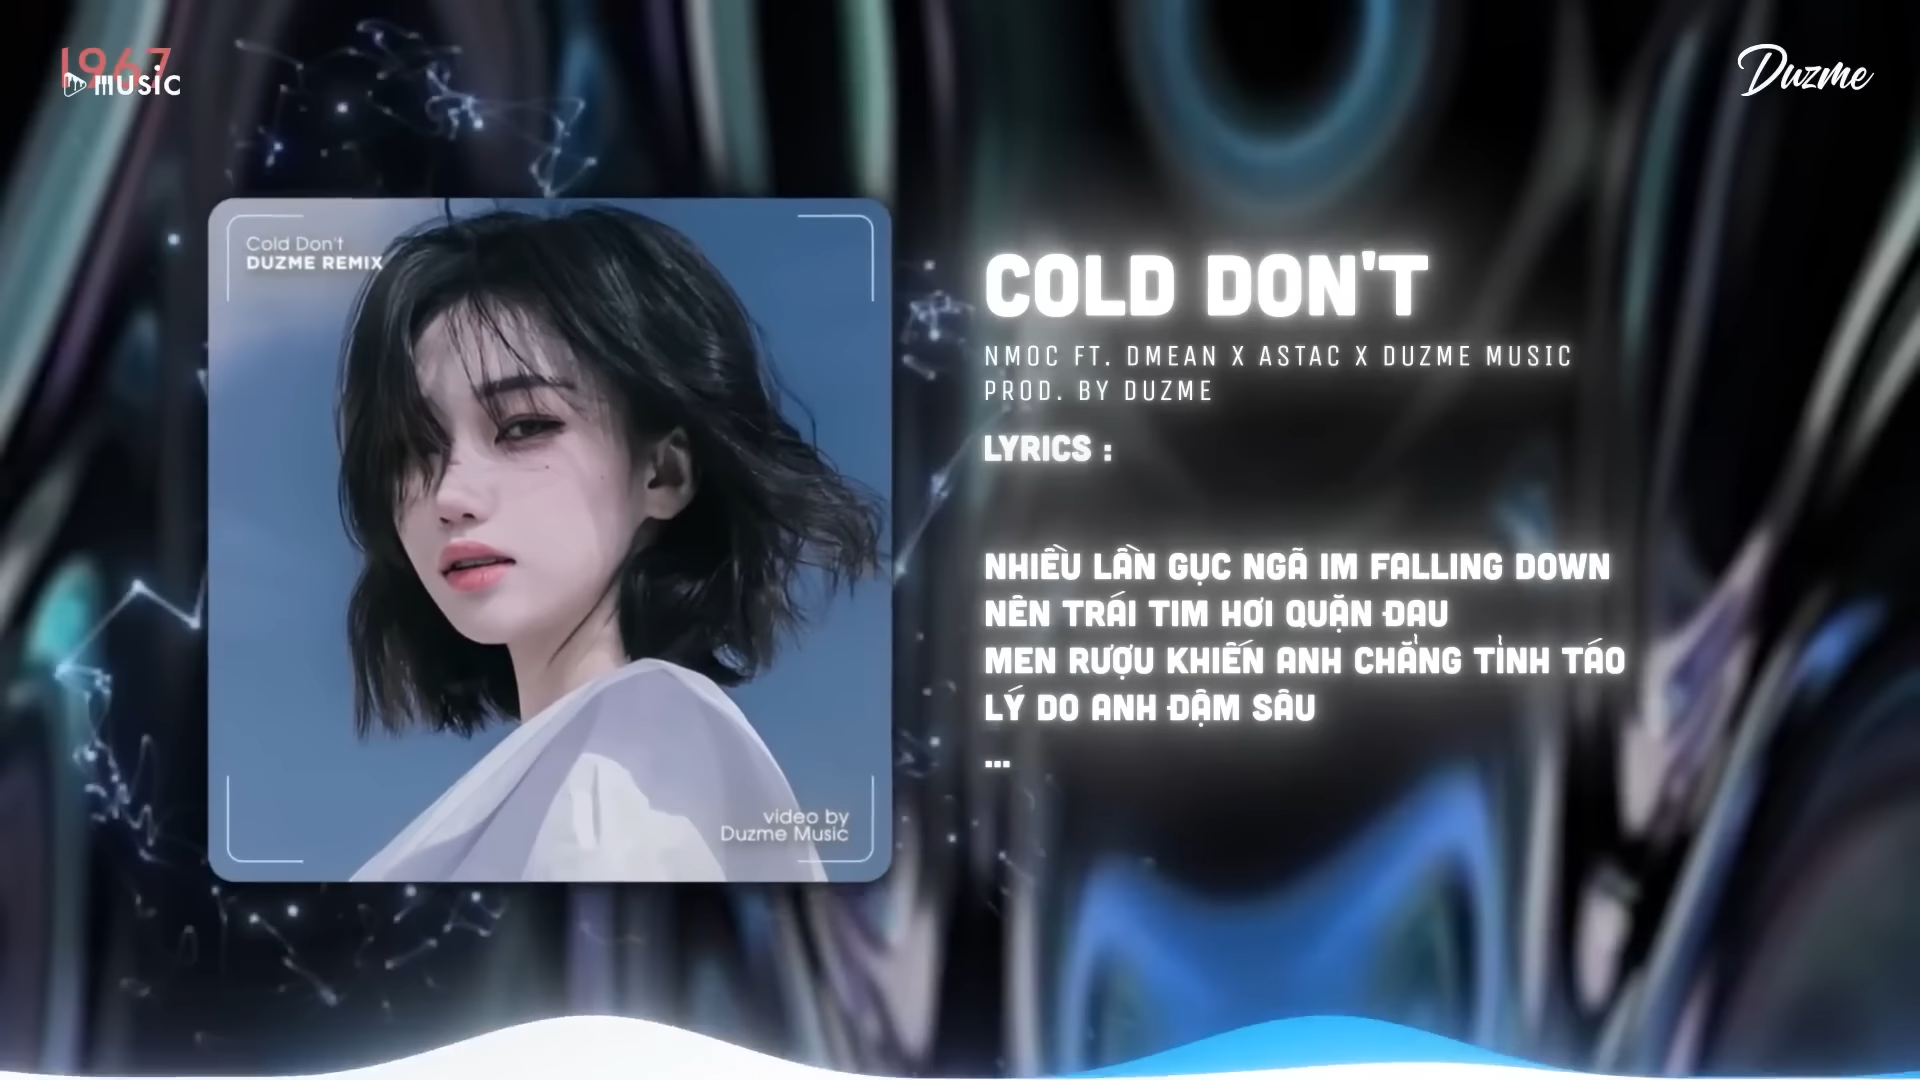 1967
music
Duzme
Cold Don't
DUZME REMIX
video by
Duzme Music
COLD DON'T
NMOC FT. DMEAN X ASTAC X DUZME MUSIC
PROD. BY DUZME
LYRICS :
NHIỀU LẦN GỤC NGÃ IM FALLING DOWN
NÊN TRÁI TIM HƠI QUẶN ĐAU
MEN RƯỢU KHIẾN ANH CHẲNG TỈNH TÁO
LÝ DO ANH ĐẬM SÂU
...